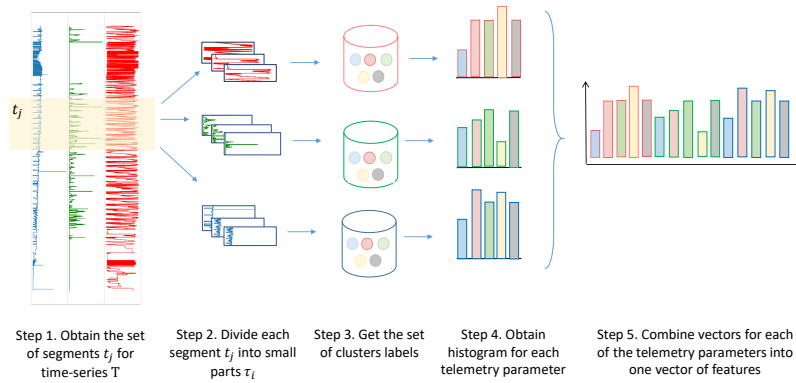 t_j
Step 1. Obtain the set
of segments t_j for
time-series T
Step 2. Divide each
segment t_j into small
parts τ_i
Step 3. Get the set
of clusters labels
Step 4. Obtain
histogram for each
telemetry parameter
Step 5. Combine vectors for each
of the telemetry parameters into
one vector of features